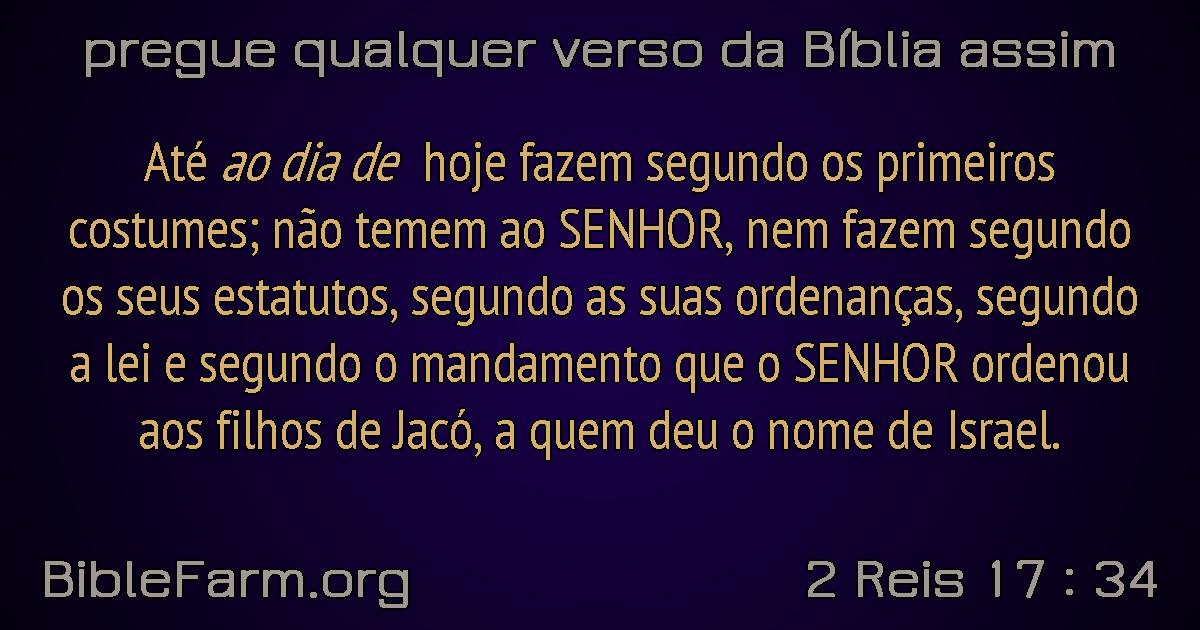 pregue qualquer verso da Bíblia assim
Até ao dia de hoje fazem segundo os primeiros
costumes; não temem ao SENHOR, nem fazem segundo
os seus estatutos, segundo as suas ordenanças, segundo
a lei e segundo o mandamento que o SENHOR ordenou
aos filhos de Jacó, a quem deu o nome de Israel.
BibleFarm.org
2 Reis 17 : 34